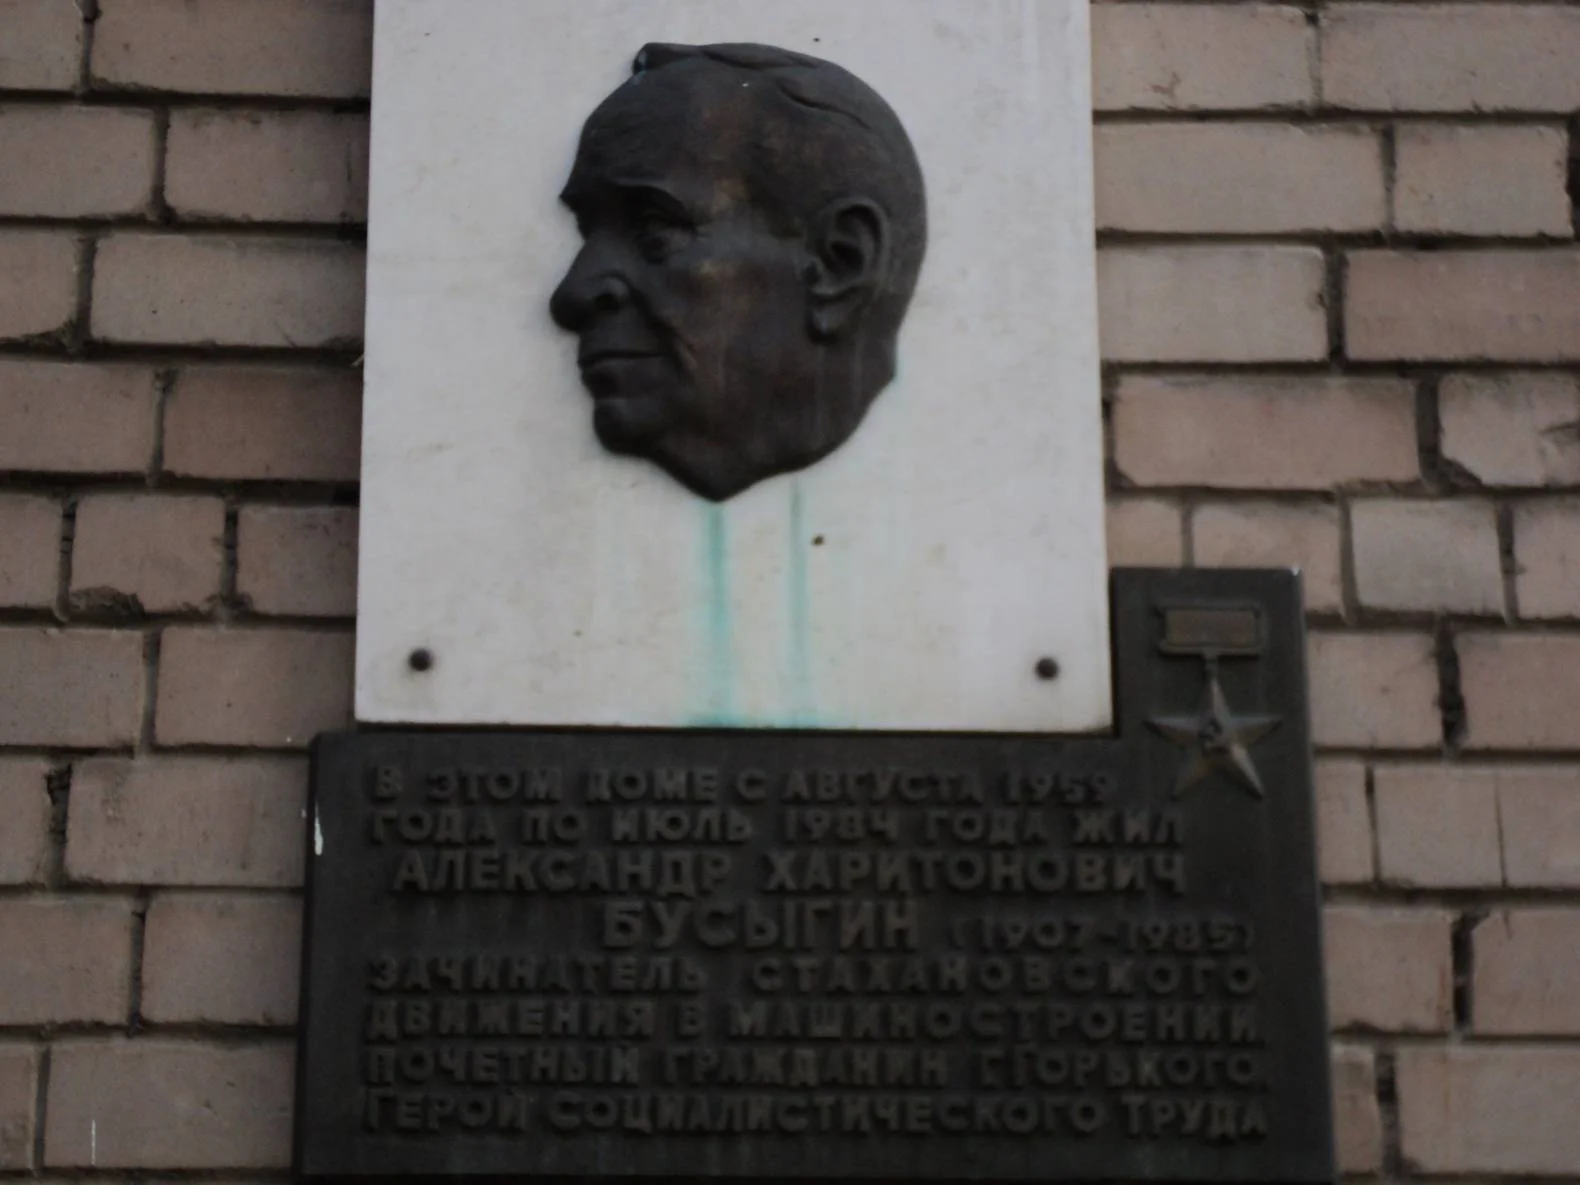 В ЭТОМ ДОМЕ С АВГУСТА 1959
ГОДА ПО ИЮЛЬ 1984 ГОДА ЖИЛ
АЛЕКСАНДР ХАРИТОНОВИЧ
БУСЫГИН (1907-1985)
ЗАЧИНАТЕЛЬ СТАХАНОВСКОГО
ДВИЖЕНИЯ В МАШИНОСТРОЕНИИ
ПОЧЕТНЫЙ ГРАЖДАНИН Г.ГОРЬКОГО,
ГЕРОЙ СОЦИАЛИСТИЧЕСКОГО ТРУДА